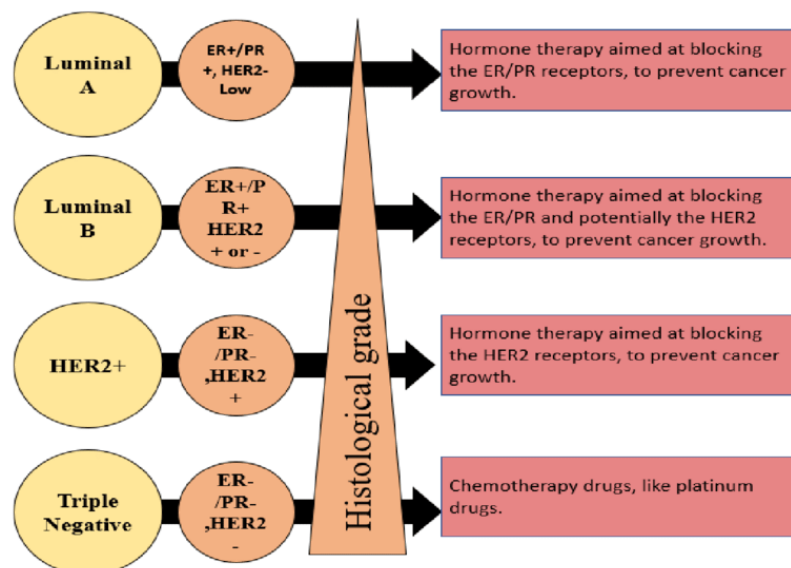 Luminal
A
ER+/PR
+, HER2-
Low
Hormone therapy aimed at blocking
the ER/PR receptors, to prevent cancer
growth.
Luminal
B
ER+/P
R+
HER2
+ or -
Hormone therapy aimed at blocking
the ER/PR and potentially the HER2
receptors, to prevent cancer growth.
HER2+
ER-
/PR-
,HER2
+
Hormone therapy aimed at blocking
the HER2 receptors, to prevent cancer
growth.
Triple
Negative
ER-
/PR-
,HER2
-
Chemotherapy drugs, like platinum
drugs.
Histological grade